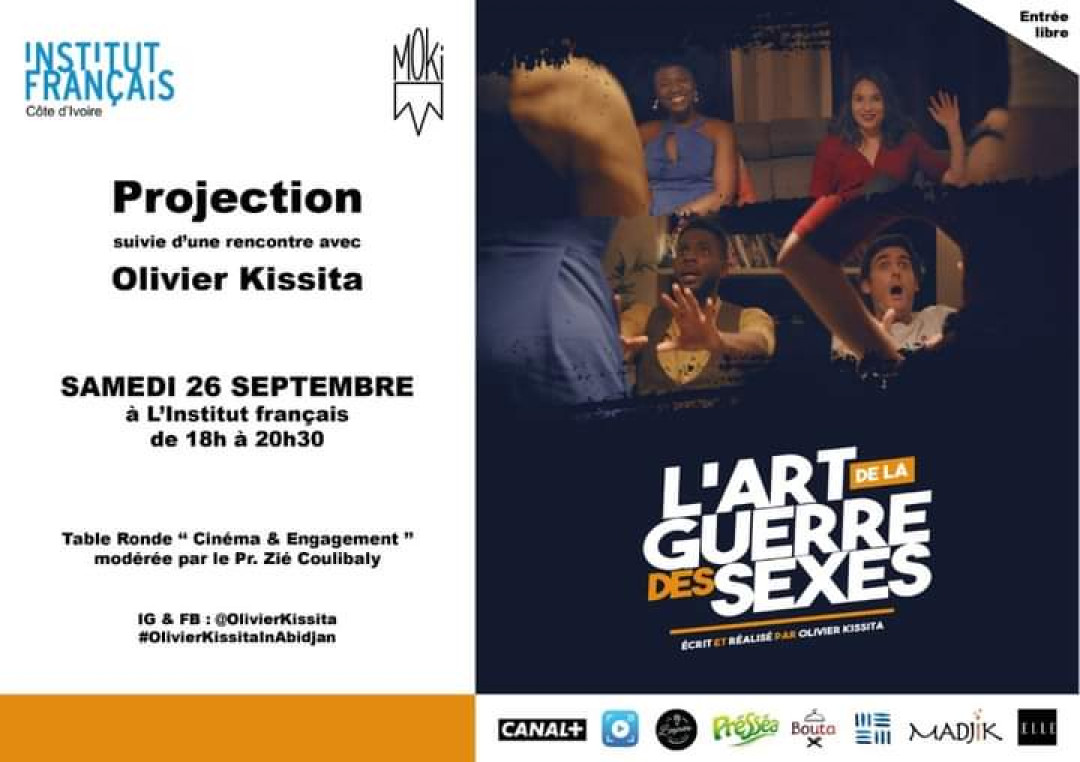 INSTITUT
FRANÇAIS
Côte d'Ivoire
MOKi
Projection
suivie d'une rencontre avec
Olivier Kissita
SAMEDI 26 SEPTEMBRE
à L'Institut français
de 18h à 20h30
Table Ronde “ Cinéma & Engagement ”
modérée par le Pr. Zié Coulibaly
IG & FB : @OlivierKissita
#OlivierKissitaInAbidjan
Entrée
libre
L'ART DE LA
GUERRE
DES SEXES
ÉCRIT ET RÉALISÉ PAR OLIVIER KISSITA
CANAL+
PRéSSéa
Bouta
MADJiK
ELLE